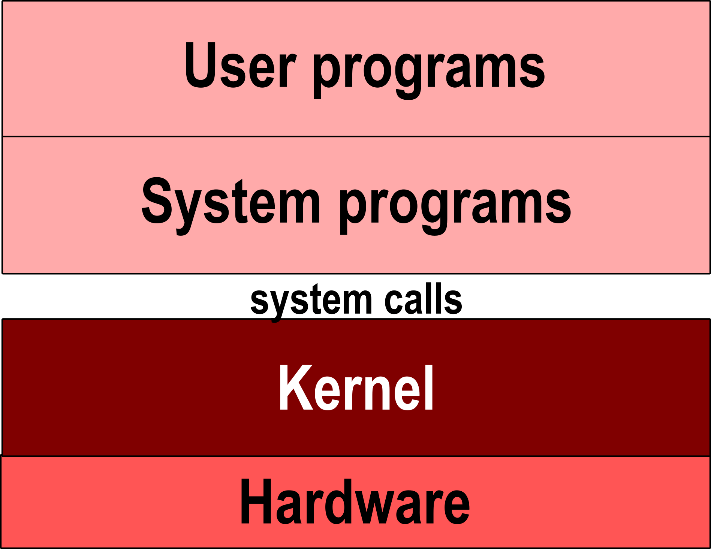 User programs
System programs
system calls
Kernel
Hardware